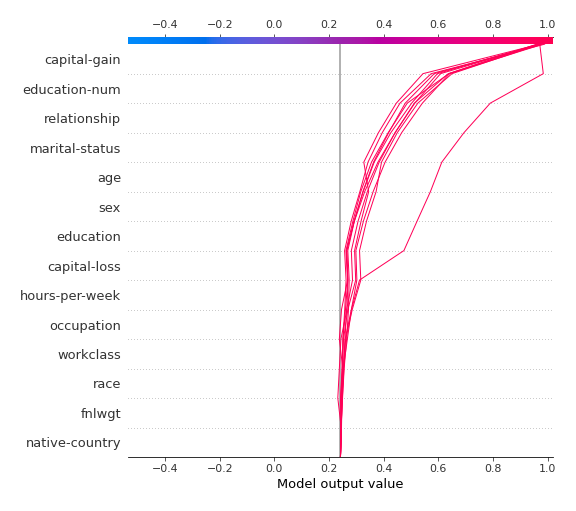 −0.4 −0.2 0.0 0.2 0.4 0.6 0.8 1.0
capital-gain
education-num
relationship
marital-status
age
sex
education
capital-loss
hours-per-week
occupation
workclass
race
fnlwgt
native-country
−0.4 −0.2 0.0 0.2 0.4 0.6 0.8 1.0
Model output value